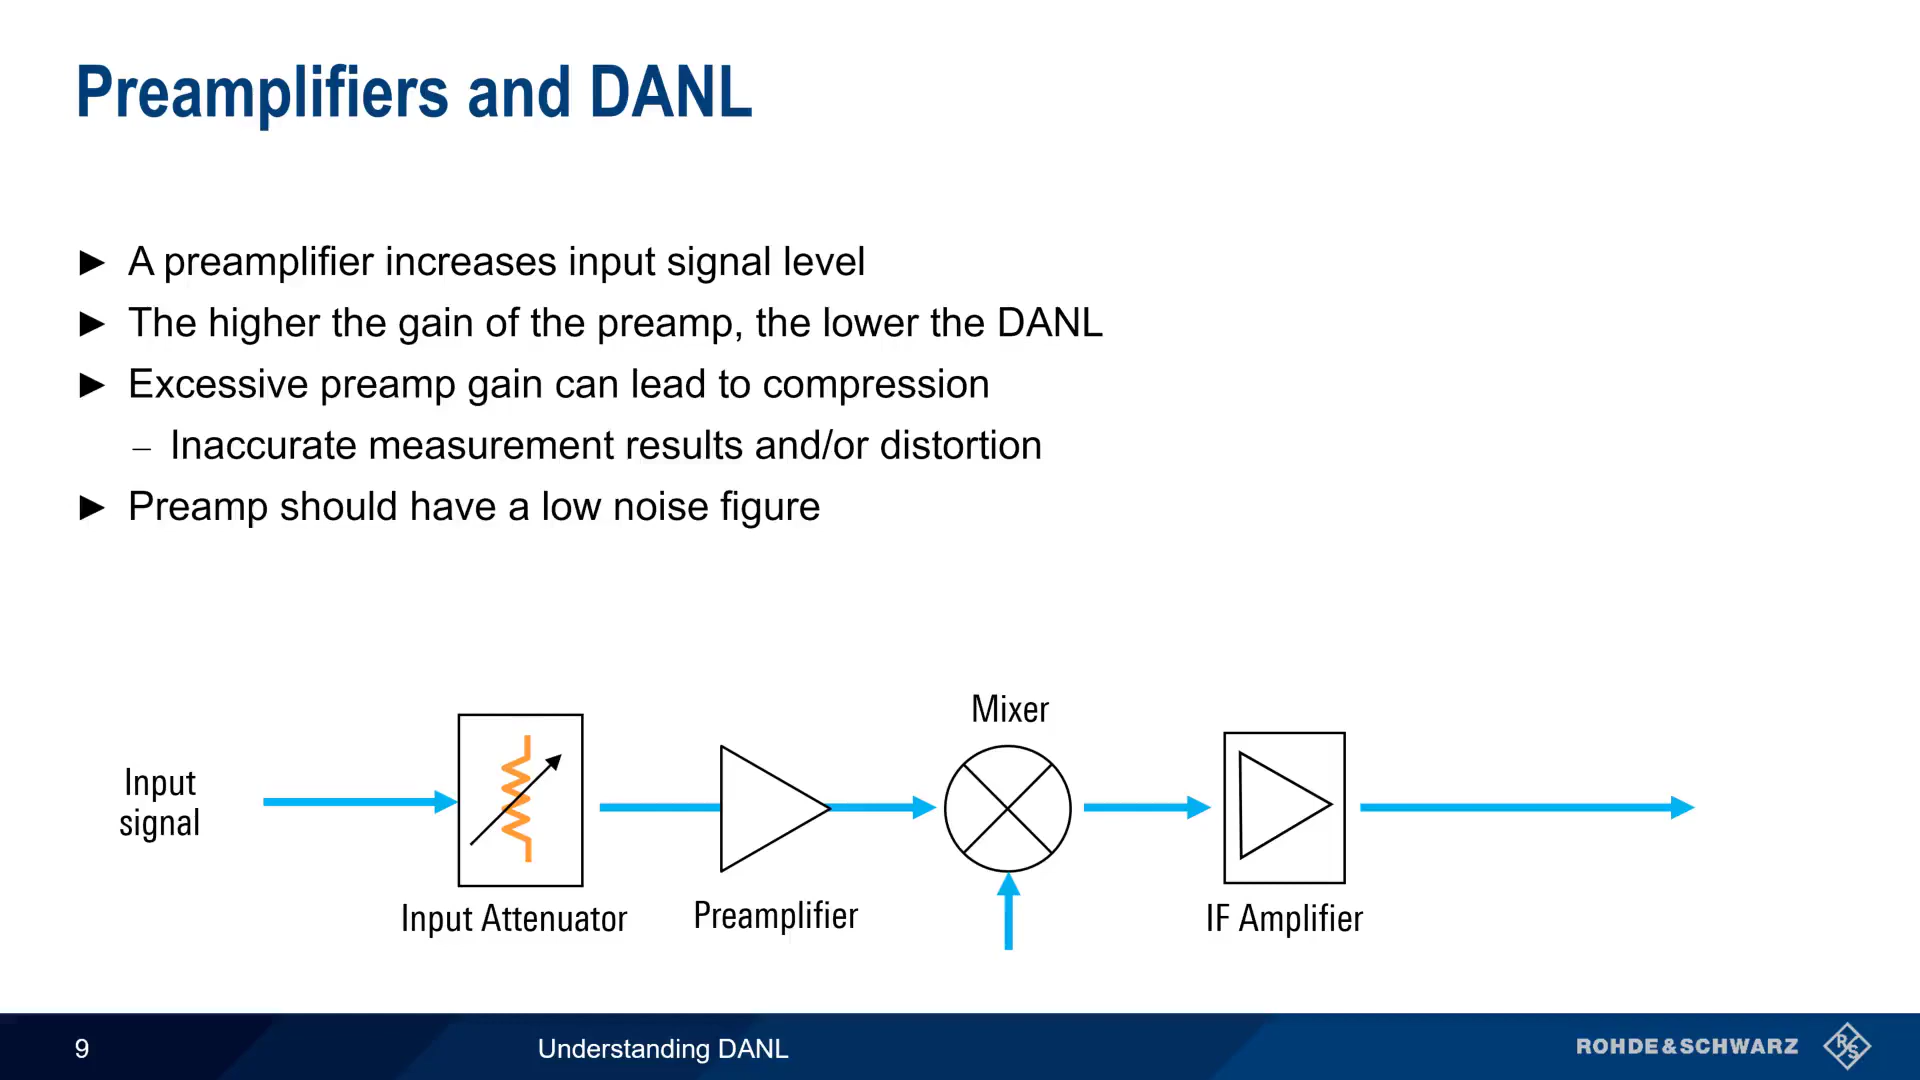 Preamplifiers and DANL
► A preamplifier increases input signal level
► The higher the gain of the preamp, the lower the DANL
► Excessive preamp gain can lead to compression
– Inaccurate measurement results and/or distortion
► Preamp should have a low noise figure
Mixer
Input
signal
Input Attenuator
Preamplifier
IF Amplifier
9
Understanding DANL
ROHDE&SCHWARZ
R&S